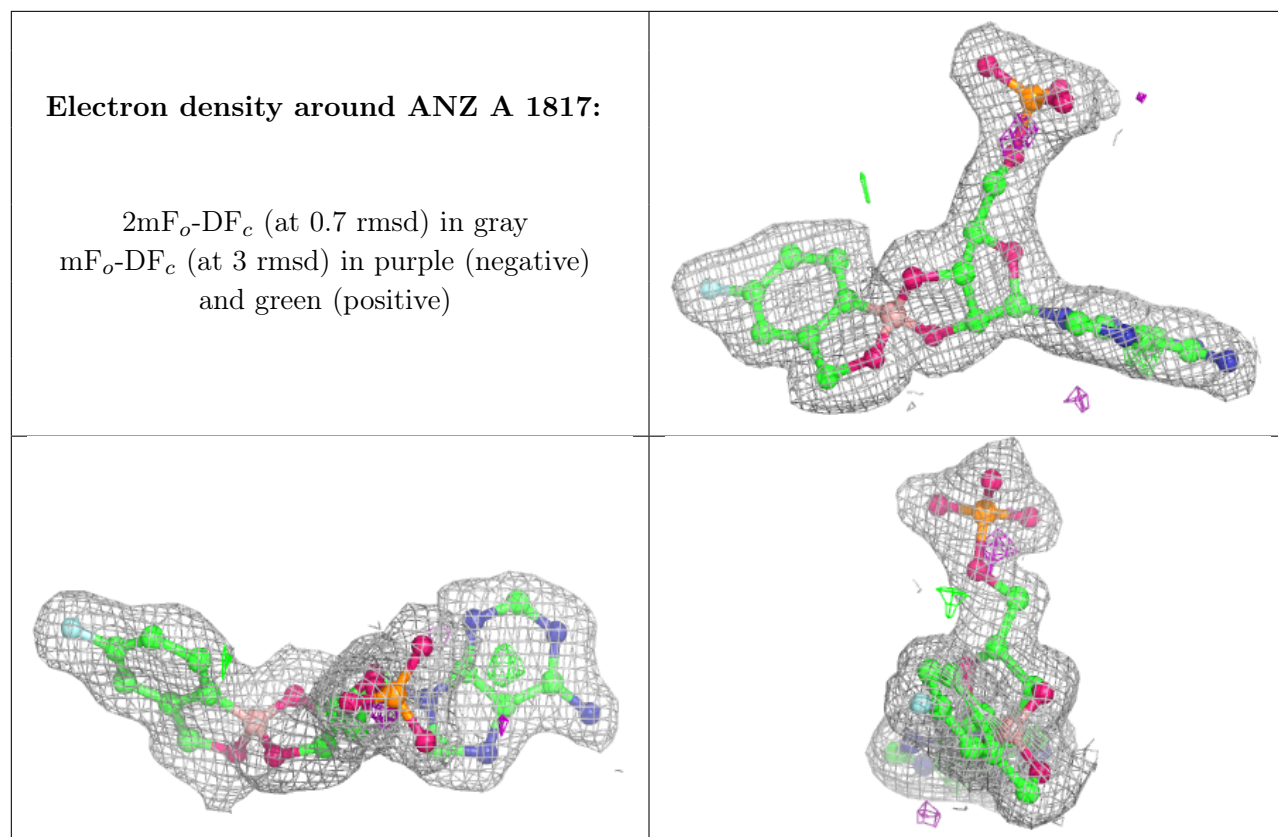 Electron density around ANZ A 1817:
2mFₒ-DF𝒸 (at 0.7 rmsd) in gray
mFₒ-DF𝒸 (at 3 rmsd) in purple (negative)
and green (positive)